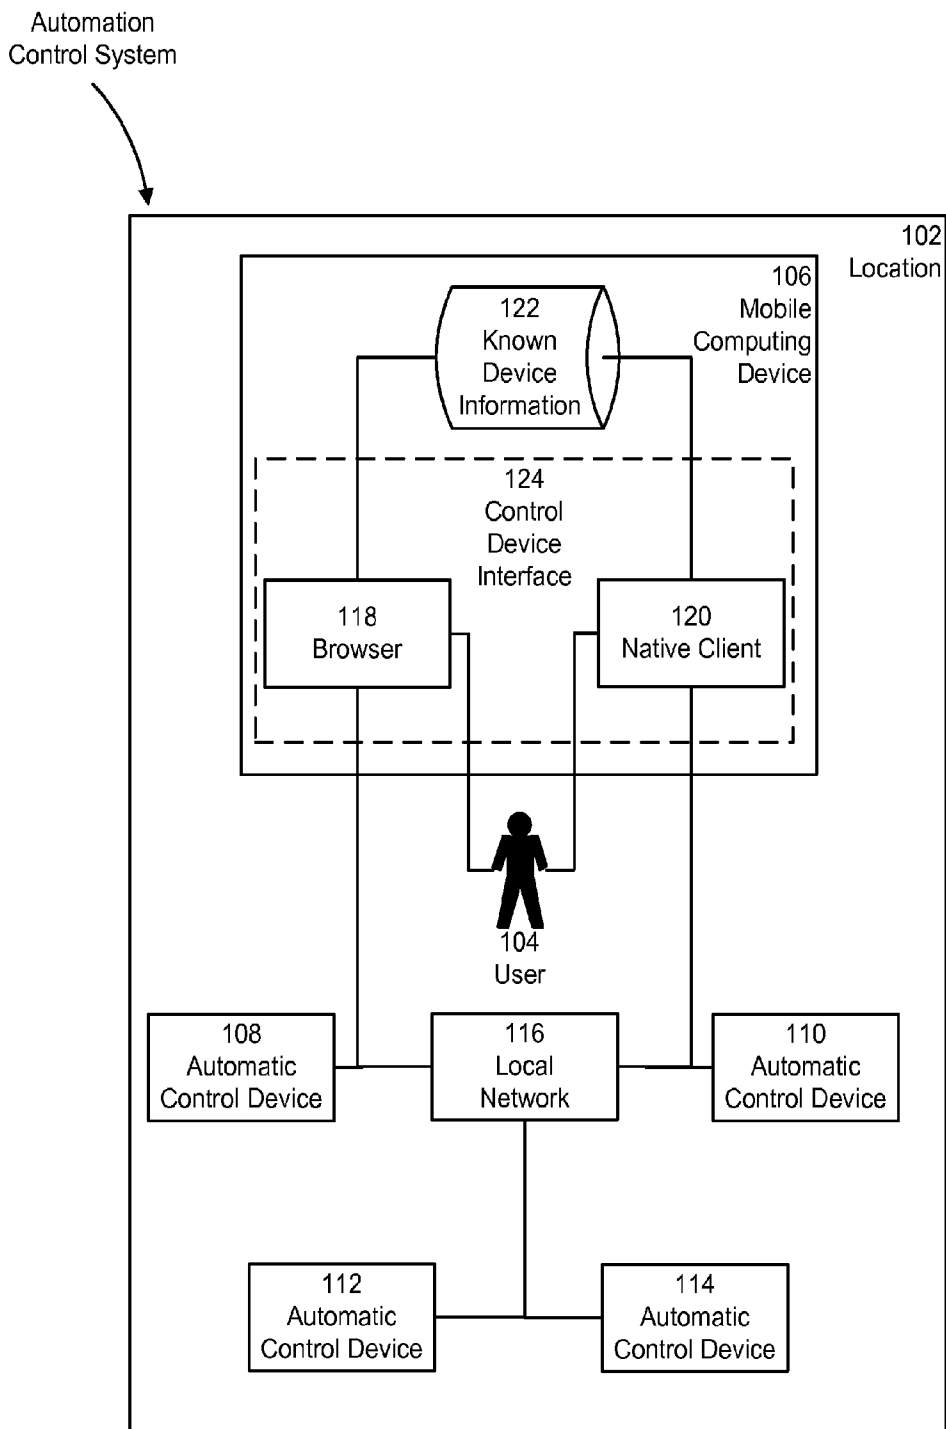 Automation
Control System
102
Location
106
Mobile
Computing
Device
122
Known
Device
Information
124
Control
Device
Interface
118
Browser
120
Native Client
104
User
108
Automatic
Control Device
116
Local
Network
110
Automatic
Control Device
112
Automatic
Control Device
114
Automatic
Control Device